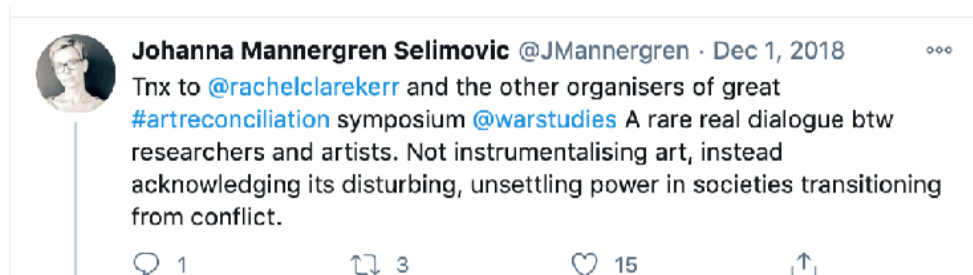 Johanna Mannergren Selimovic @JMannergren · Dec 1, 2018
Tnx to @rachelclarekerr and the other organisers of great
#artreconciliation symposium @warstudies A rare real dialogue btw
researchers and artists. Not instrumentalising art, instead
acknowledging its disturbing, unsettling power in societies transitioning
from conflict.
1 3 15